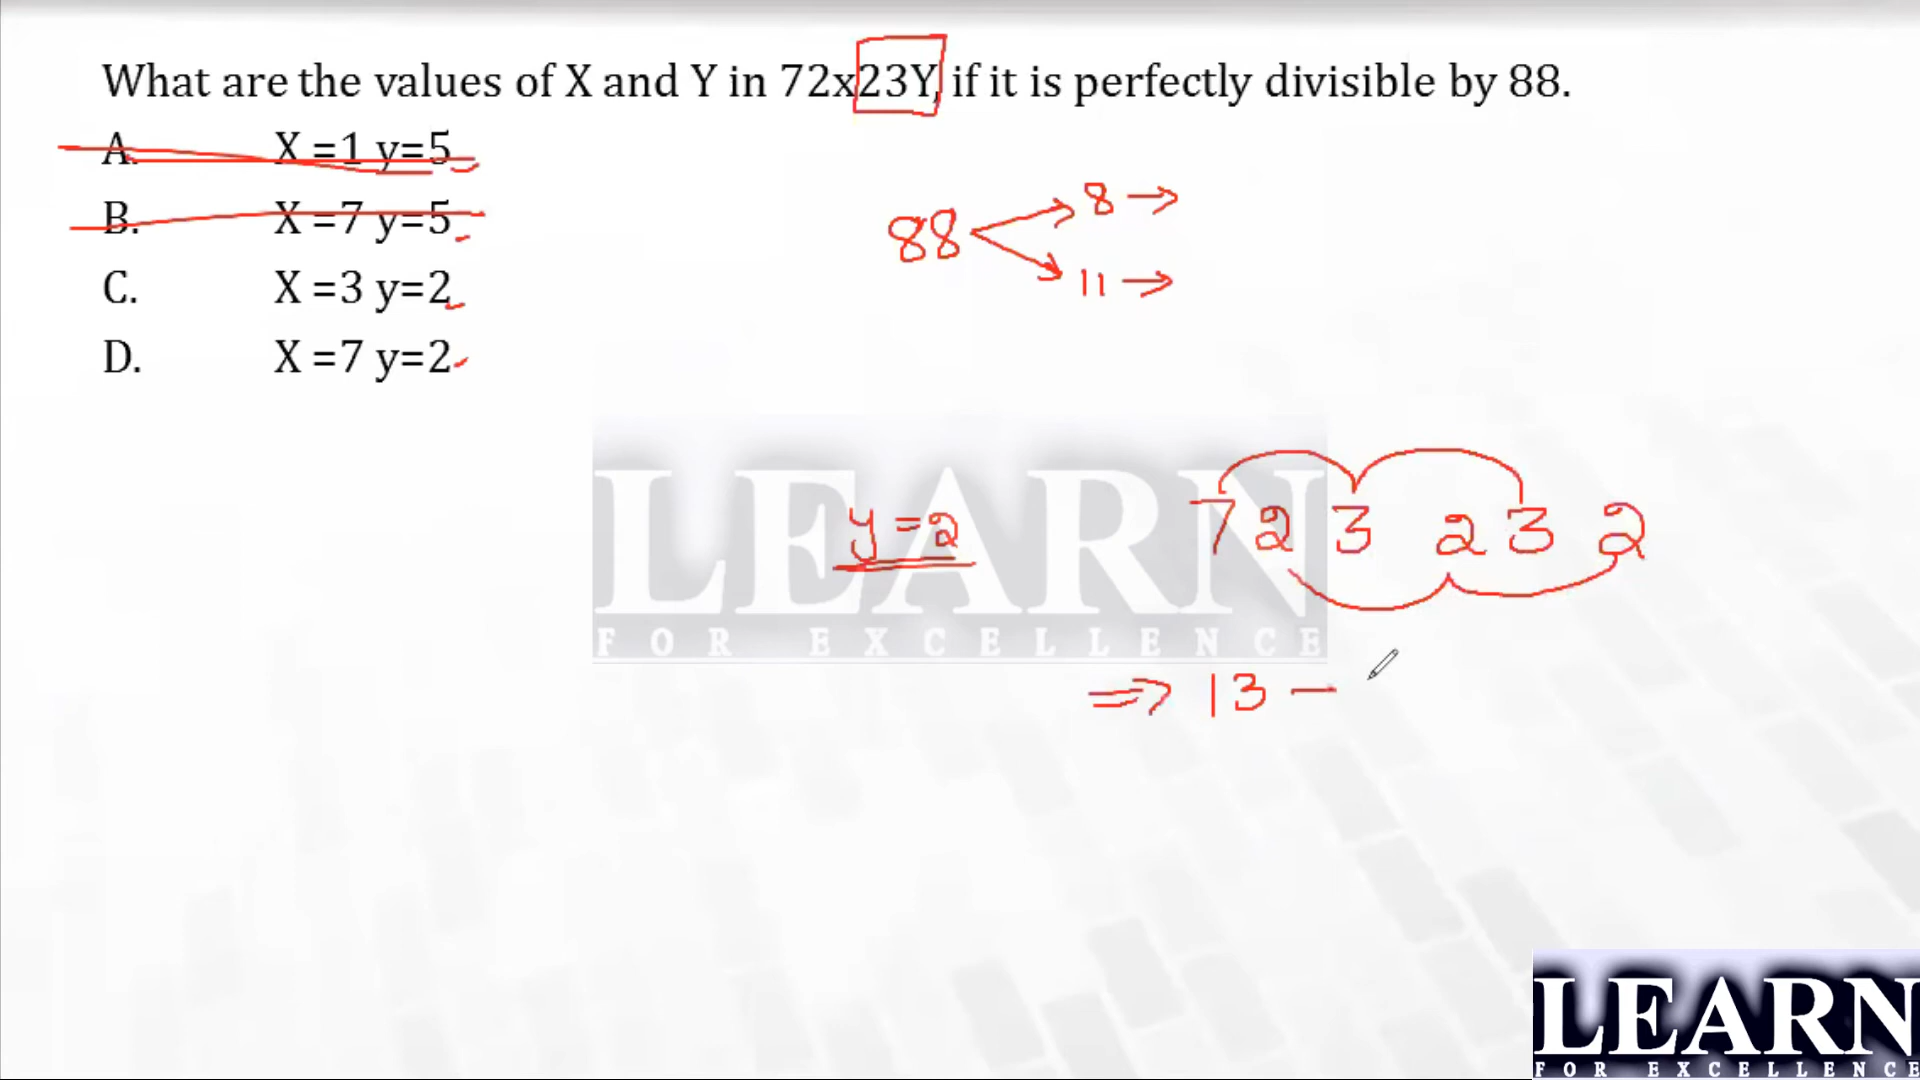 What are the values of X and Y in 72x23Y, if it is perfectly divisible by 88.
A. X =1 y=5
B. X =7 y=5
C. X =3 y=2
D. X =7 y=2
88
8 →
11 →
y = 2
7 2 3 2 3 2
⇒ 13 –
LEARN
FOR EXCELLENCE
LEARN
FOR EXCELLENCE